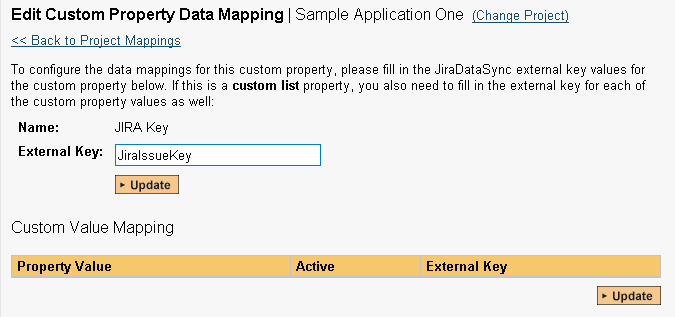 Edit Custom Property Data Mapping | Sample Application One (Change Project)
<< Back to Project Mappings
To configure the data mappings for this custom property, please fill in the JiraDataSync external key values for
the custom property below. If this is a custom list property, you also need to fill in the external key for each of
the custom property values as well:
Name: JIRA Key
External Key: JiraIssueKey
Update
Custom Value Mapping
Property Value Active External Key
Update